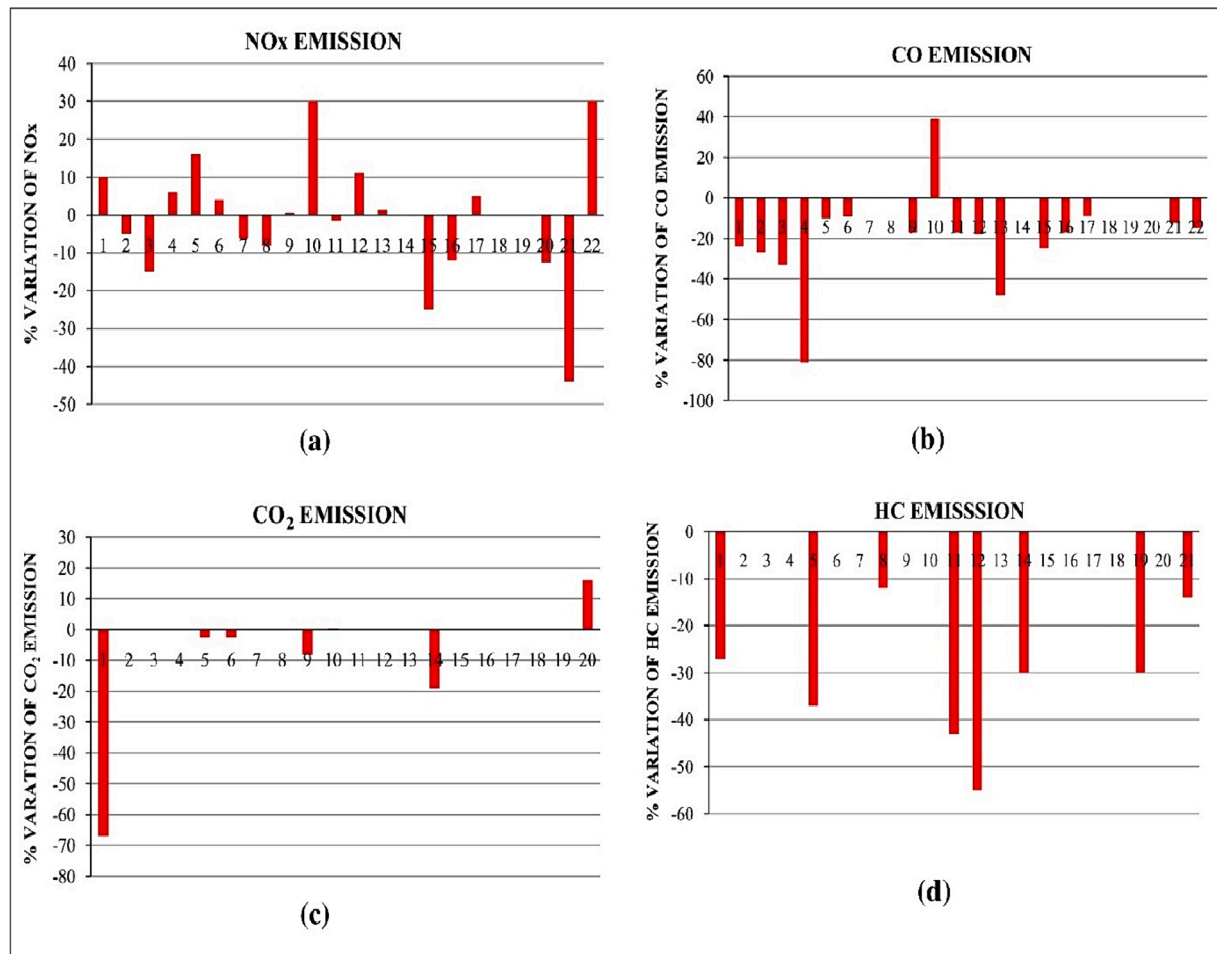 NOx EMISSION
% VARIATION OF NOx
40
30
20
10
0
-10
-20
-30
-40
-50
1 2 3 4 5 6 7 8 9 10 11 12 13 14 15 16 17 18 19 20 21 22
(a)
CO EMISSION
% VARIATION OF CO EMISSION
60
40
20
0
-20
-40
-60
-80
-100
1 2 3 4 5 6 7 8 9 10 11 12 13 14 15 16 17 18 19 20 21 22
(b)
CO₂ EMISSION
% VARATION OF CO₂ EMISSION
30
20
10
0
-10
-20
-30
-40
-50
-60
-70
-80
1 2 3 4 5 6 7 8 9 10 11 12 13 14 15 16 17 18 19 20
(c)
HC EMISSSION
% VARIATION OF HC EMISSION
0
-10
-20
-30
-40
-50
-60
1 2 3 4 5 6 7 8 9 10 11 12 13 14 15 16 17 18 19 20 21
(d)